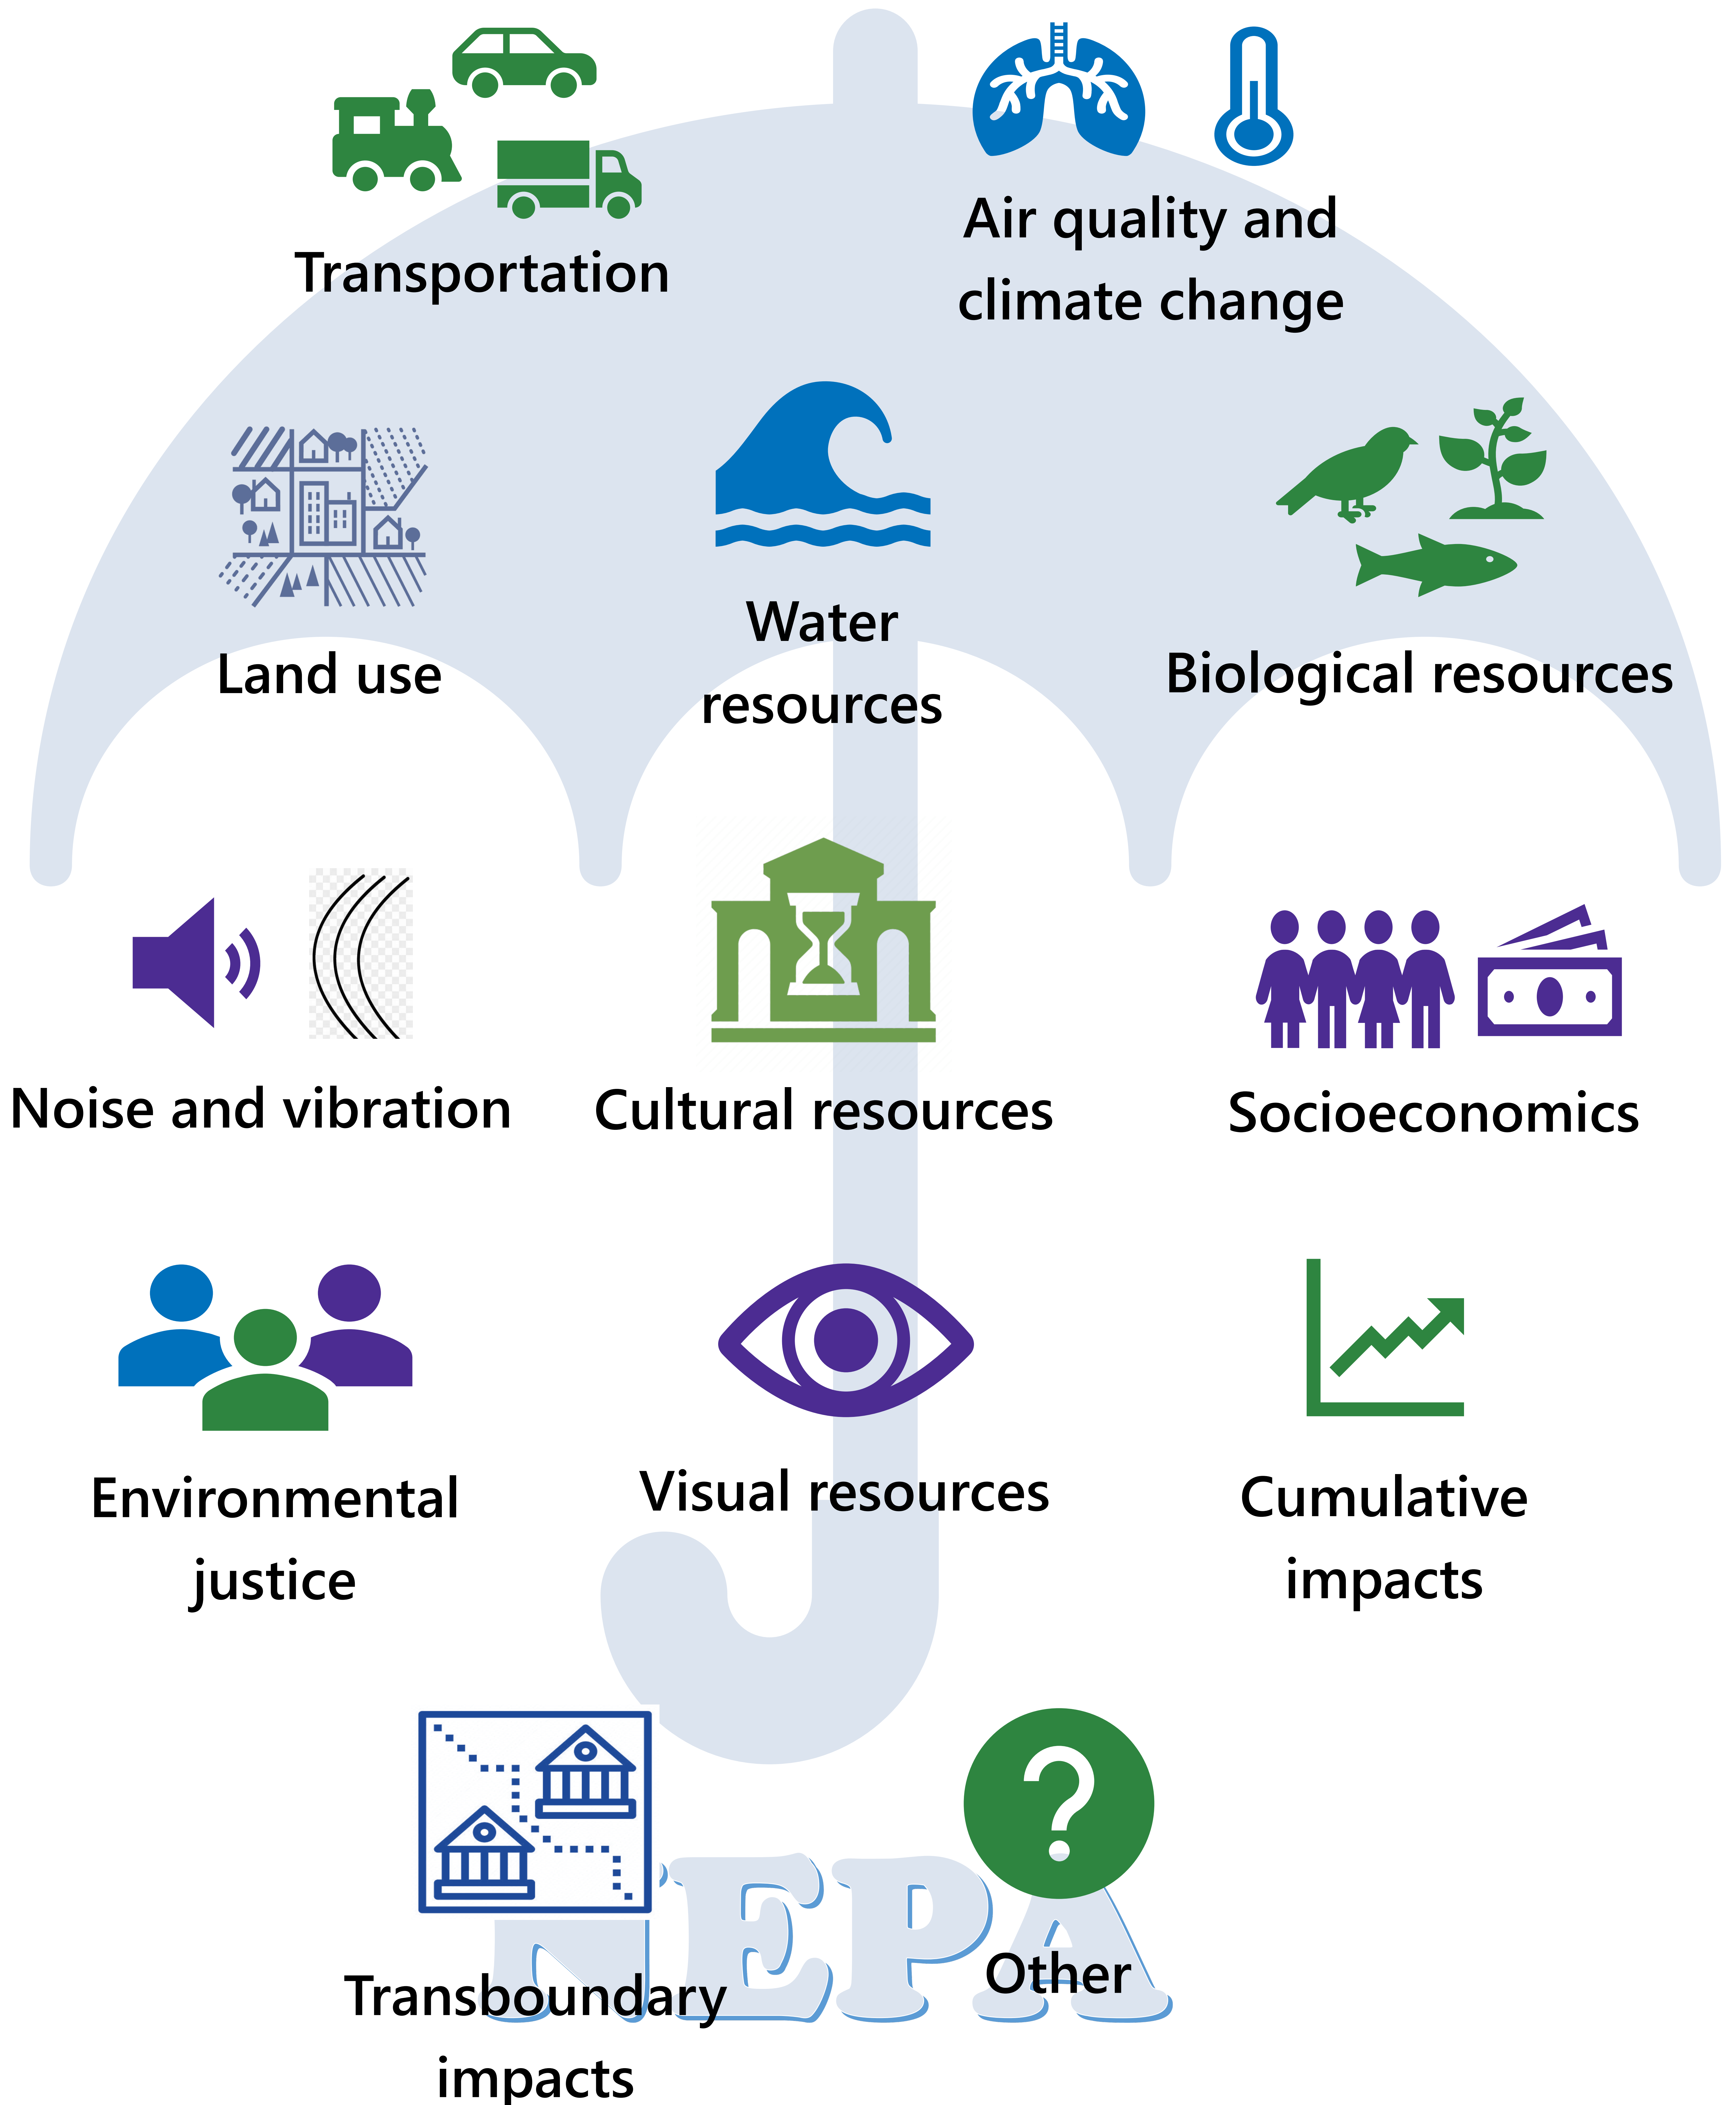 Transportation
Air quality and
climate change
Land use
Water
resources
Biological resources
Noise and vibration
Cultural resources
Socioeconomics
Environmental
justice
Visual resources
Cumulative
impacts
?
NEPA
Transboundary
impacts
Other